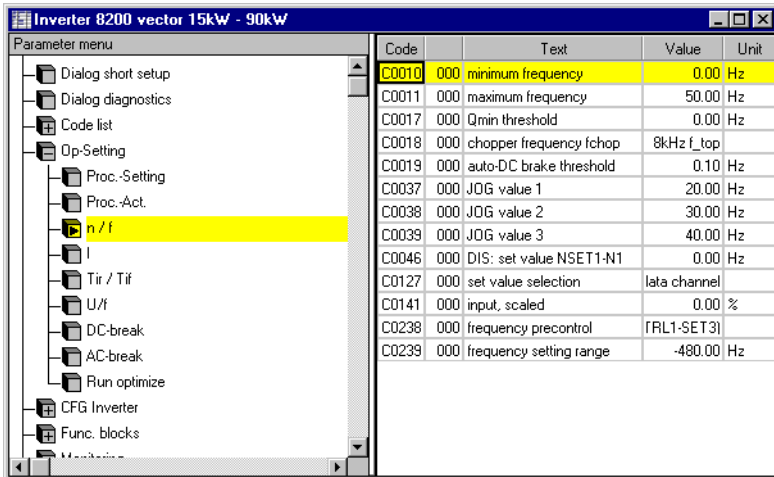 Inverter 8200 vector 15kW - 90kW
Parameter menu
Dialog short setup
Dialog diagnostics
Code list
Op-Setting
Proc.-Setting
Proc.-Act.
n / f
I
Tir / Tif
U/f
DC-break
AC-break
Run optimize
CFG Inverter
Func. blocks
Monitoring
Code Text Value Unit
C0010 000 minimum frequency 0.00 Hz
C0011 000 maximum frequency 50.00 Hz
C0017 000 Qmin threshold 0.00 Hz
C0018 000 chopper frequency fchop 8kHz f_top
C0019 000 auto-DC brake threshold 0.10 Hz
C0037 000 JOG value 1 20.00 Hz
C0038 000 JOG value 2 30.00 Hz
C0039 000 JOG value 3 40.00 Hz
C0046 000 DIS: set value NSET1-N1 0.00 Hz
C0127 000 set value selection lata channel
C0141 000 input, scaled 0.00 %
C0238 000 frequency precontrol TRL1-SET3)
C0239 000 frequency setting range -480.00 Hz